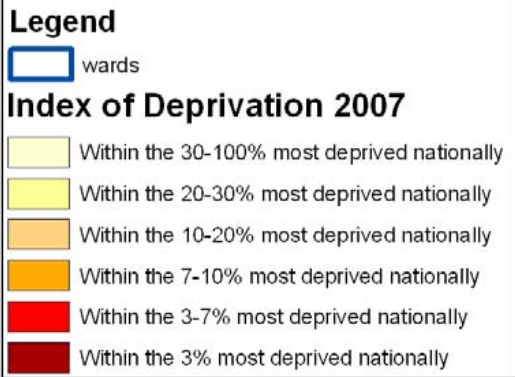 Legend
wards
Index of Deprivation 2007
Within the 30-100% most deprived nationally
Within the 20-30% most deprived nationally
Within the 10-20% most deprived nationally
Within the 7-10% most deprived nationally
Within the 3-7% most deprived nationally
Within the 3% most deprived nationally